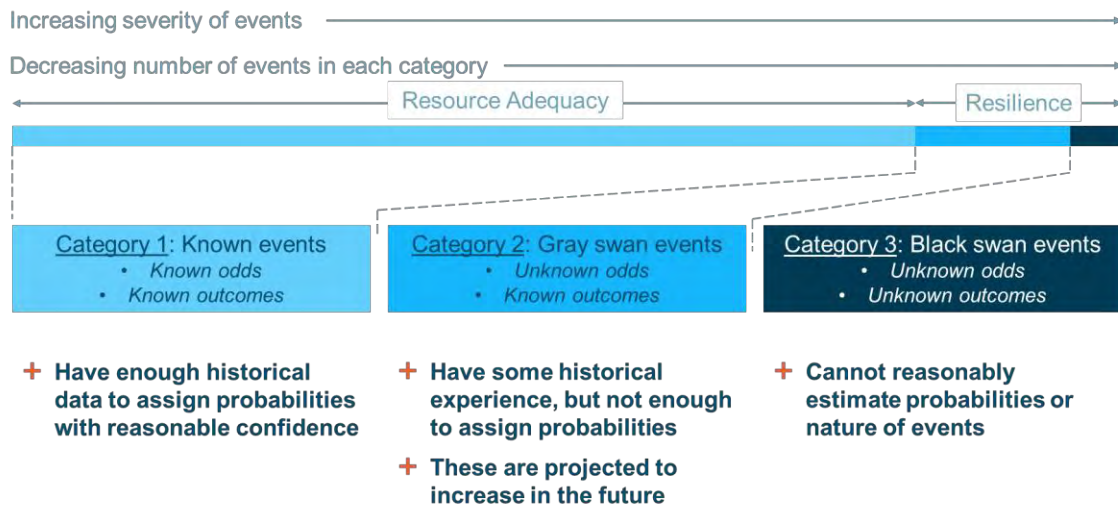 Increasing severity of events
Decreasing number of events in each category
Resource Adequacy
Resilience
Category 1: Known events
• Known odds
• Known outcomes
Category 2: Gray swan events
• Unknown odds
• Known outcomes
Category 3: Black swan events
• Unknown odds
• Unknown outcomes
+ Have enough historical
data to assign probabilities
with reasonable confidence
+ Have some historical
experience, but not enough
to assign probabilities
+ These are projected to
increase in the future
+ Cannot reasonably
estimate probabilities or
nature of events